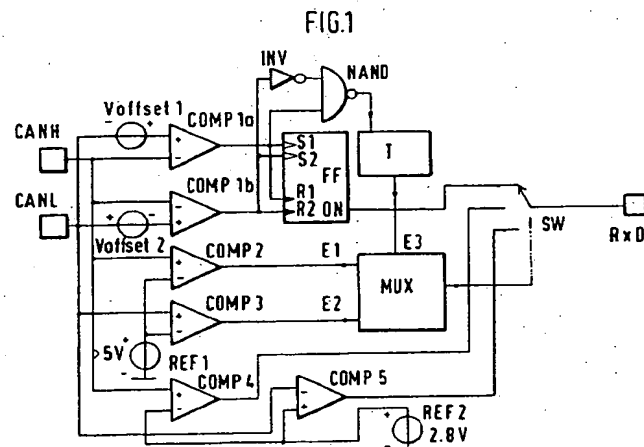 FIG.1
INV
NAND
Voffset 1
COMP 1a
CANH
S1
S2
T
FF
COMP 1b
R1
R2 ON
CANL
SW
RxD
Voffset 2
COMP 2
E1
E3
MUX
COMP 3
E2
5V
REF 1
COMP 4
COMP 5
REF 2
2.8V
- +
+ -
+
-
+
-
+
-
+
-
+
-
+
-
-
+
+
-
+
-